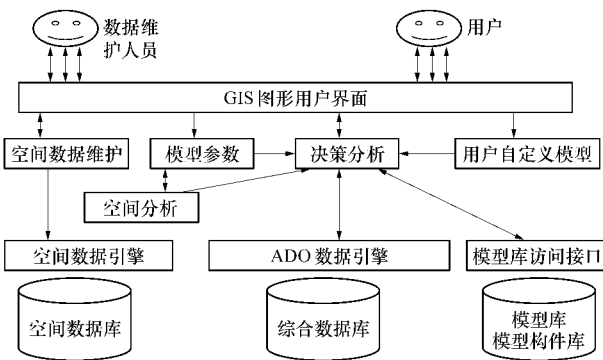 数据维
护人员
用户
GIS图形用户界面
空间数据维护
模型参数
决策分析
用户自定义模型
空间分析
空间数据引擎
ADO数据引擎
模型库访问接口
空间数据库
综合数据库
模型库
模型构件库